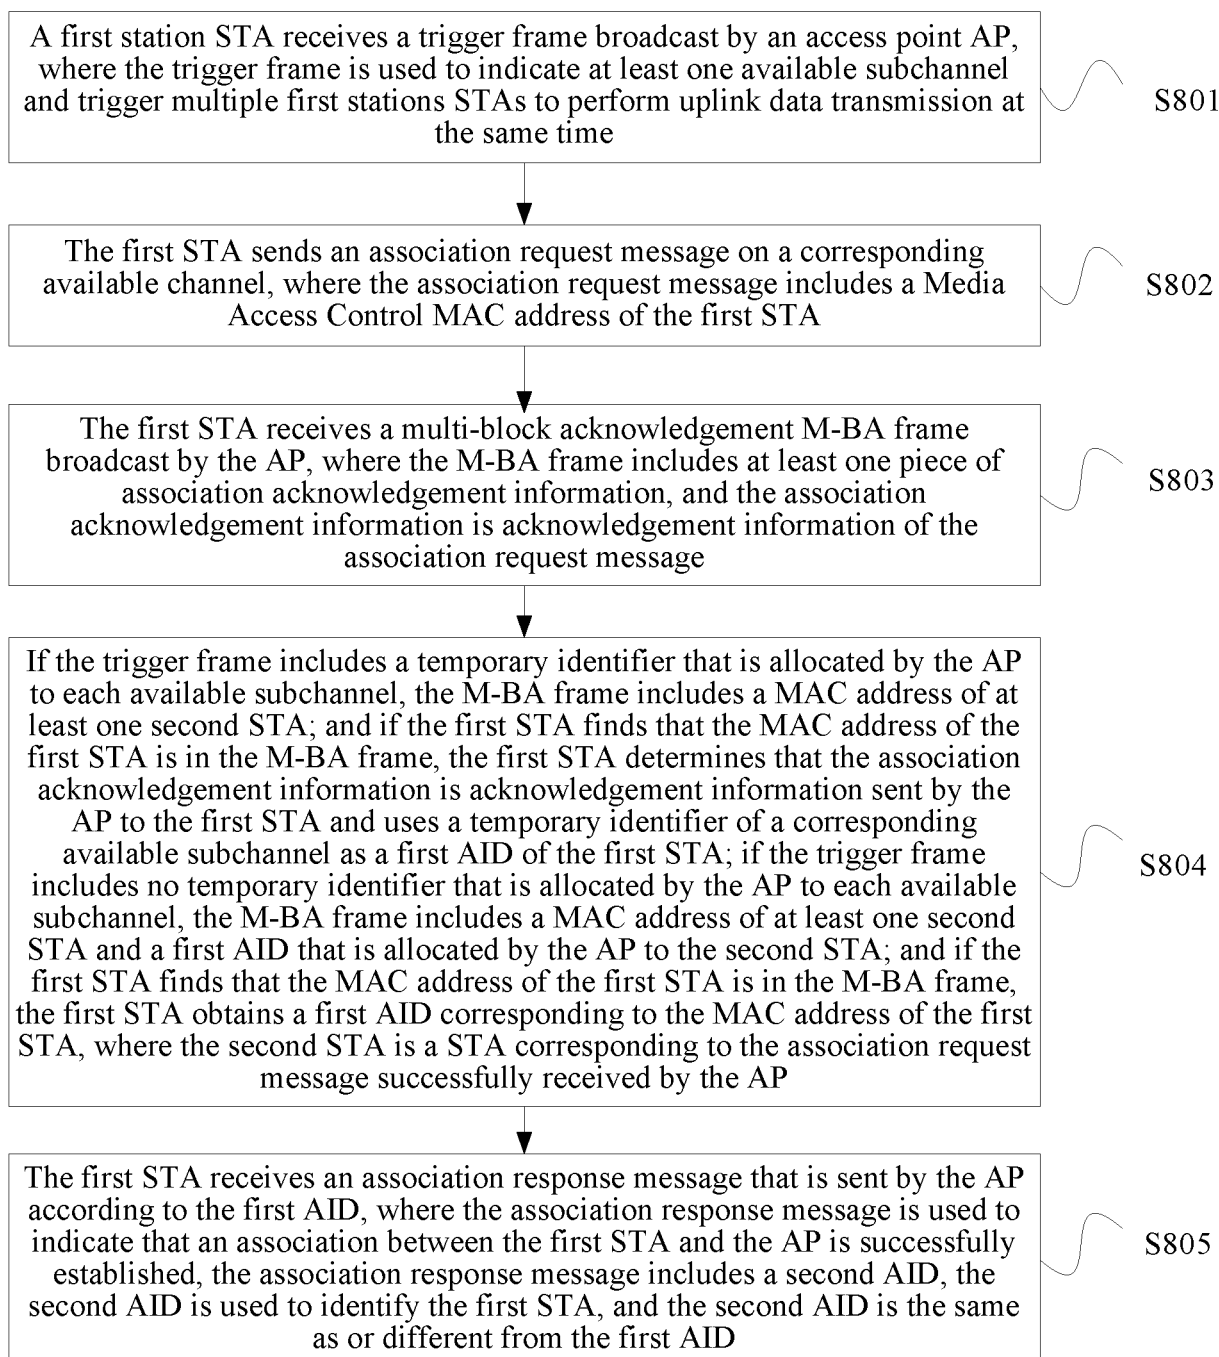 A first station STA receives a trigger frame broadcast by an access point AP,
where the trigger frame is used to indicate at least one available subchannel
and trigger multiple first stations STAs to perform uplink data transmission at
the same time
S801
The first STA sends an association request message on a corresponding
available channel, where the association request message includes a Media
Access Control MAC address of the first STA
S802
The first STA receives a multi-block acknowledgement M-BA frame
broadcast by the AP, where the M-BA frame includes at least one piece of
association acknowledgement information, and the association
acknowledgement information is acknowledgement information of the
association request message
S803
If the trigger frame includes a temporary identifier that is allocated by the AP
to each available subchannel, the M-BA frame includes a MAC address of at
least one second STA; and if the first STA finds that the MAC address of the
first STA is in the M-BA frame, the first STA determines that the association
acknowledgement information is acknowledgement information sent by the
AP to the first STA and uses a temporary identifier of a corresponding
available subchannel as a first AID of the first STA; if the trigger frame
includes no temporary identifier that is allocated by the AP to each available
subchannel, the M-BA frame includes a MAC address of at least one second
STA and a first AID that is allocated by the AP to the second STA; and if the
first STA finds that the MAC address of the first STA is in the M-BA frame,
the first STA obtains a first AID corresponding to the MAC address of the first
STA, where the second STA is a STA corresponding to the association request
message successfully received by the AP
S804
The first STA receives an association response message that is sent by the AP
according to the first AID, where the association response message is used to
indicate that an association between the first STA and the AP is successfully
established, the association response message includes a second AID, the
second AID is used to identify the first STA, and the second AID is the same
as or different from the first AID
S805